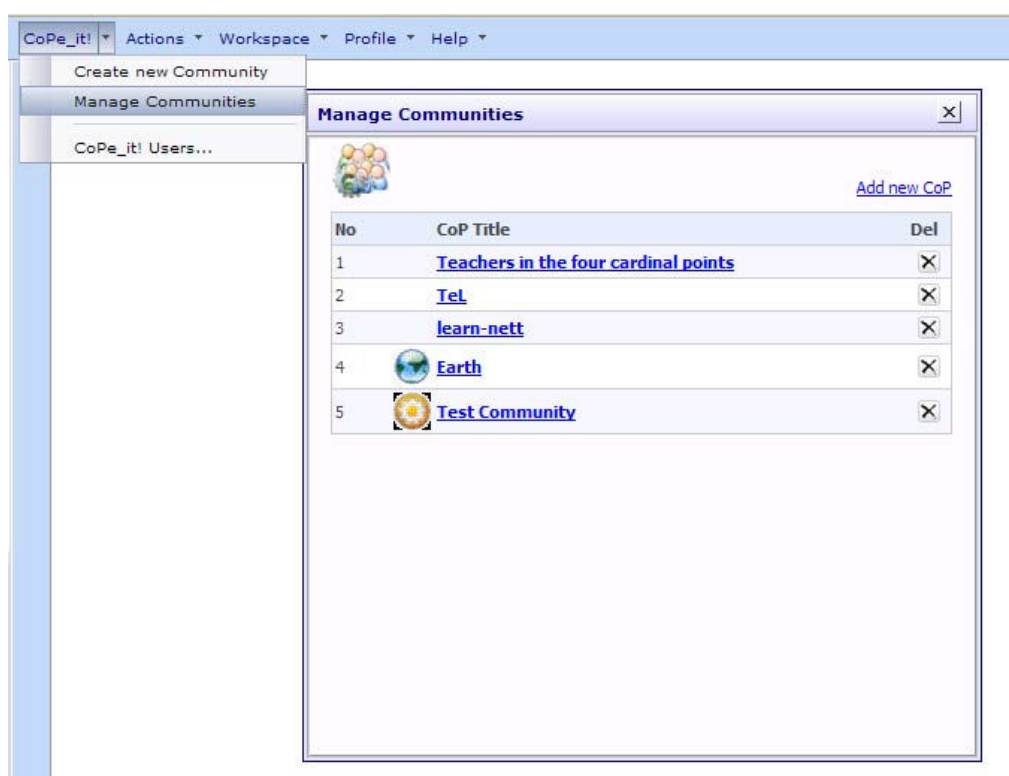 CoPe_it! Actions Workspace Profile Help
Create new Community
Manage Communities
CoPe_it! Users...
Manage Communities
Add new CoP
No CoP Title Del
1 Teachers in the four cardinal points
2 TeL
3 learn-nett
4 Earth
5 Test Community